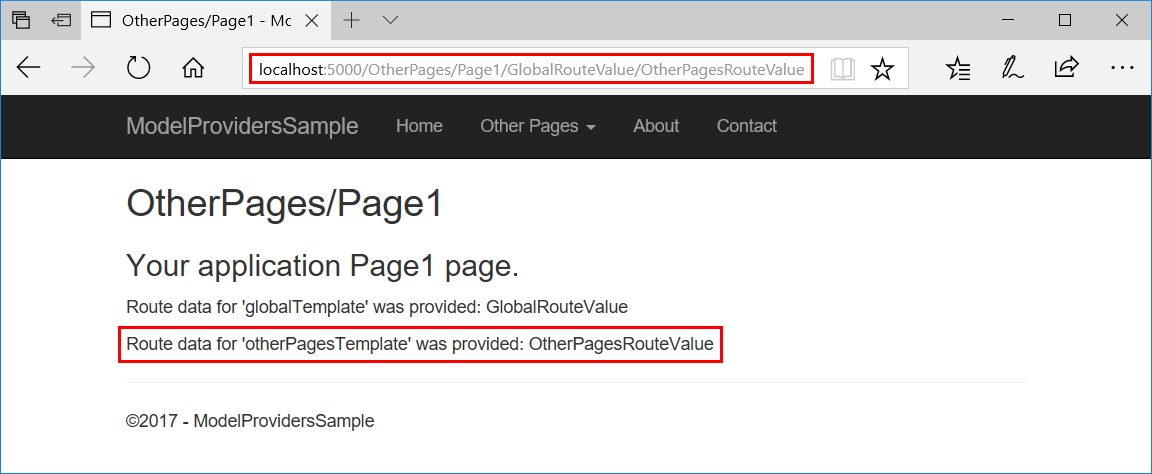 OtherPages/Page1 - Mc
localhost:5000/OtherPages/Page1/GlobalRouteValue/OtherPagesRouteValue
ModelProvidersSample Home Other Pages About Contact
OtherPages/Page1
Your application Page1 page.
Route data for 'globalTemplate' was provided: GlobalRouteValue
Route data for 'otherPagesTemplate' was provided: OtherPagesRouteValue
©2017 - ModelProvidersSample